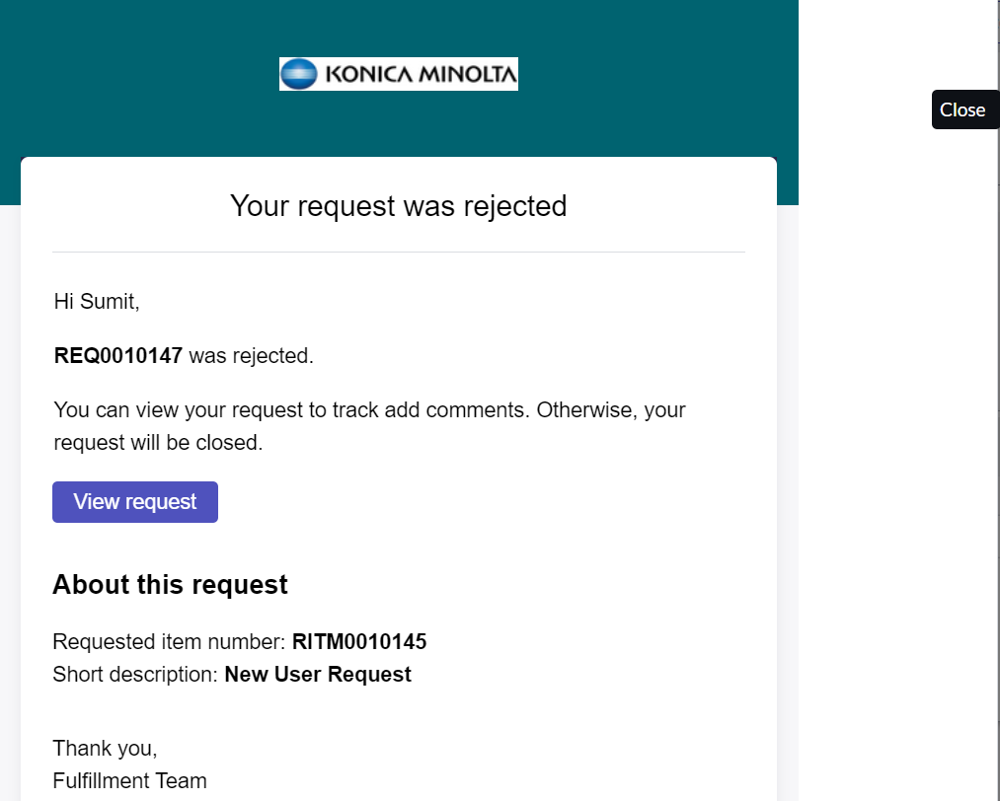 KONICA MINOLTA
Close
Your request was rejected
Hi Sumit,
REQ0010147 was rejected.
You can view your request to track add comments. Otherwise, your
request will be closed.
View request
About this request
Requested item number: RITM0010145
Short description: New User Request
Thank you,
Fulfillment Team